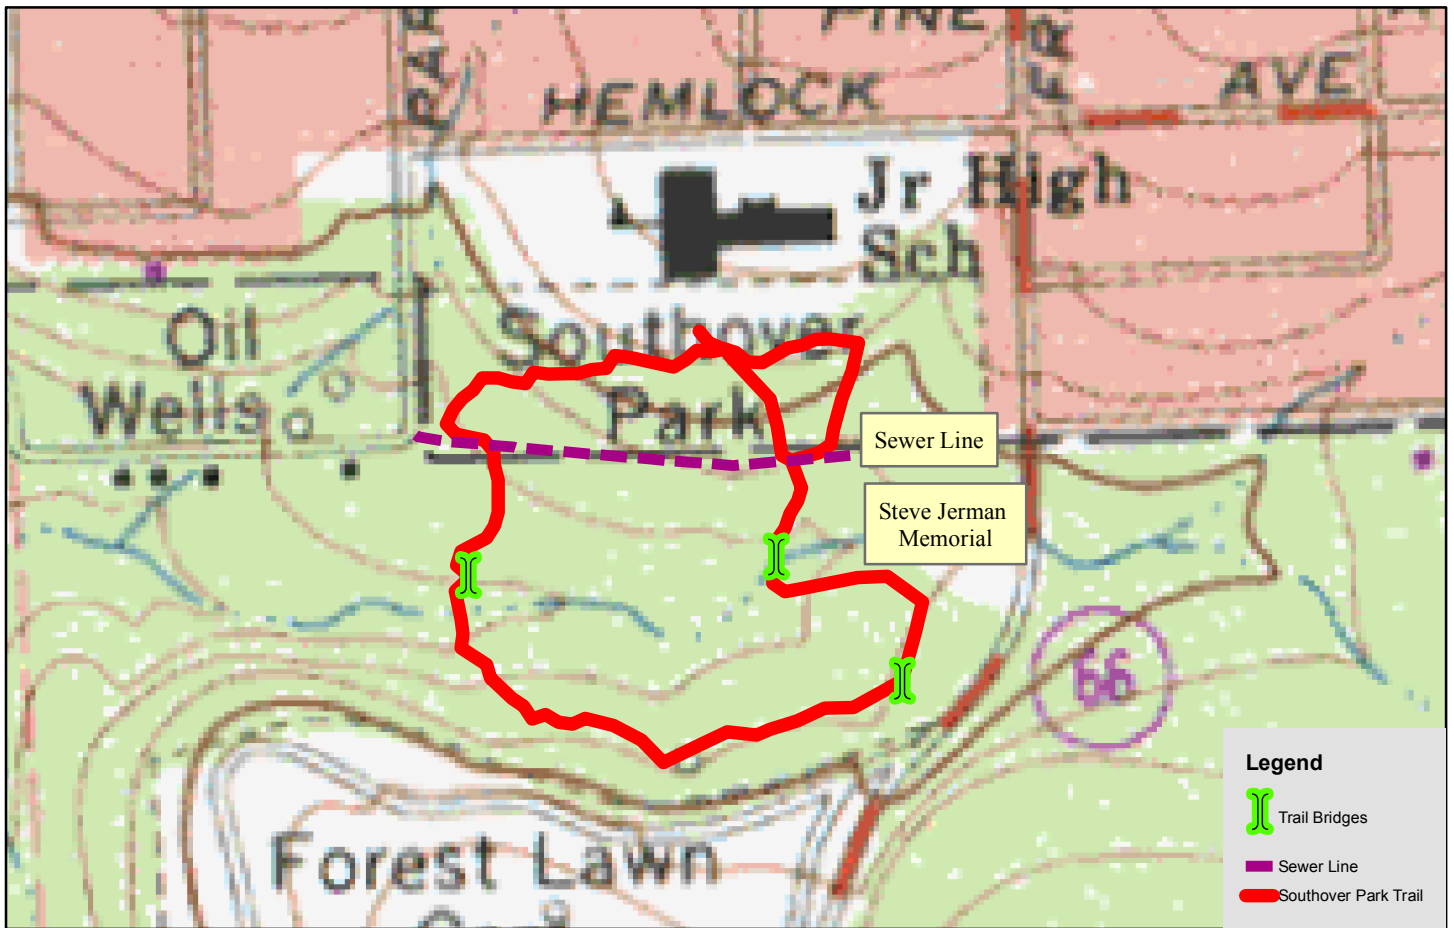 PINE
HEMLOCK
AVE
Jr High
Sch
Oil
Wells
Southover
Park
Sewer Line
Steve Jerman
Memorial
66
Forest Lawn
Legend
Trail Bridges
Sewer Line
Southover Park Trail